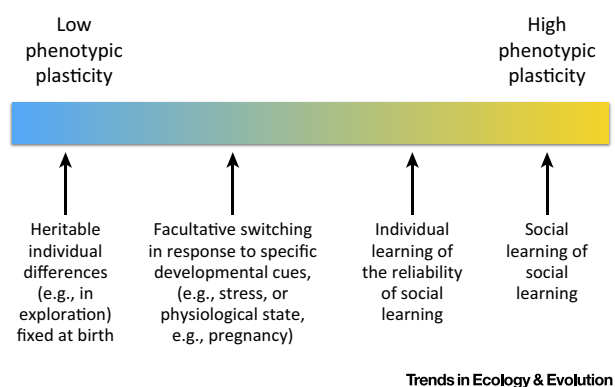 Low
phenotypic
plasticity
High
phenotypic
plasticity
Heritable
individual
differences
(e.g., in
exploration)
fixed at birth
Facultative switching
in response to specific
developmental cues,
(e.g., stress, or
physiological state,
e.g., pregnancy)
Individual
learning of
the reliability
of social
learning
Social
learning of
social
learning
Trends in Ecology & Evolution